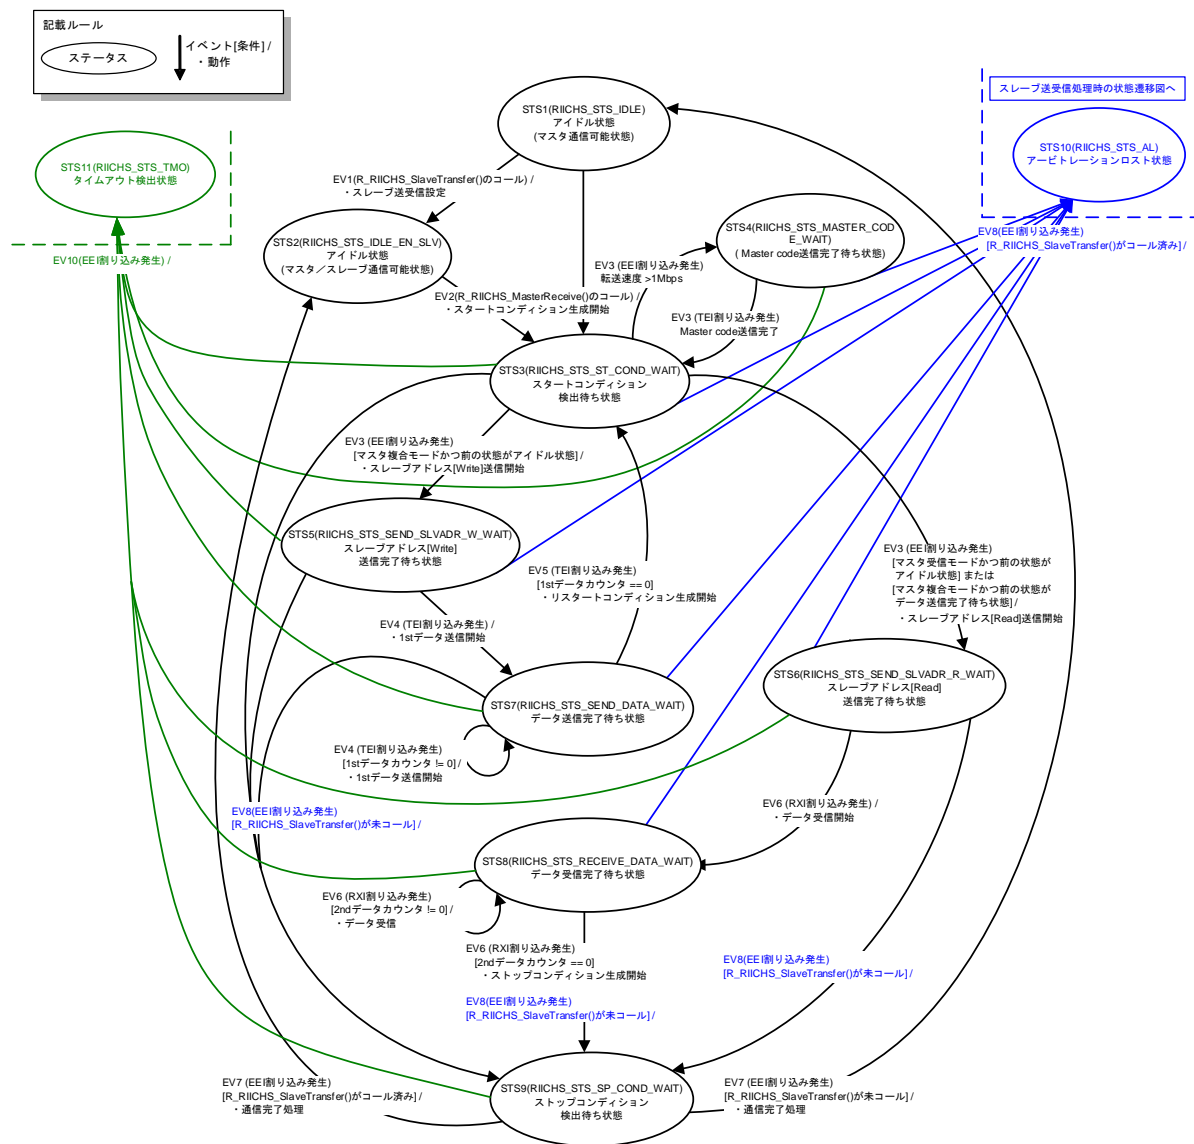 記載ルール
ステータス
イベント[条件] /
・動作
スレーブ送受信処理時の状態遷移図へ
STS1(RIICHS_STS_IDLE)
アイドル状態
(マスタ通信可能状態)
STS10(RIICHS_STS_AL)
アービトレーションロスト状態
STS11(RIICHS_STS_TMO)
タイムアウト検出状態
EV1(R_RIICHS_SlaveTransfer()のコール) /
・スレーブ送受信設定
STS2(RIICHS_STS_IDLE_EN_SLV)
アイドル状態
(マスタ／スレーブ通信可能状態)
STS4(RIICHS_STS_MASTER_COD
E_WAIT)
( Master code送信完了待ち状態)
EV8(EEI割り込み発生)
[R_RIICHS_SlaveTransfer()がコール済み] /
EV10(EEI割り込み発生) /
EV3 (EEI割り込み発生)
転送速度 >1Mbps
EV2(R_RIICHS_MasterReceive()のコール) /
・スタートコンディション生成開始
EV3 (TEI割り込み発生)
Master code送信完了
STS3(RIICHS_STS_ST_COND_WAIT)
スタートコンディション
検出待ち状態
EV3 (EEI割り込み発生)
[マスタ複合モードかつ前の状態がアイドル状態] /
・スレーブアドレス[Write]送信開始
STS5(RIICHS_STS_SEND_SLVADR_W_WAIT)
スレーブアドレス[Write]
送信完了待ち状態
EV3 (EEI割り込み発生)
[マスタ受信モードかつ前の状態が
アイドル状態] または
[マスタ複合モードかつ前の状態が
データ送信完了待ち状態] /
・スレーブアドレス[Read]送信開始
EV5 (TEI割り込み発生)
[1stデータカウンタ == 0]
・リスタートコンディション生成開始
EV4 (TEI割り込み発生) /
・1stデータ送信開始
STS6(RIICHS_STS_SEND_SLVADR_R_WAIT)
スレーブアドレス[Read]
送信完了待ち状態
STS7(RIICHS_STS_SEND_DATA_WAIT)
データ送信完了待ち状態
EV4 (TEI割り込み発生)
[1stデータカウンタ != 0] /
・1stデータ送信開始
EV8(EEI割り込み発生)
[R_RIICHS_SlaveTransfer()が未コール] /
EV6 (RXI割り込み発生) /
・データ受信開始
STS8(RIICHS_STS_RECEIVE_DATA_WAIT)
データ受信完了待ち状態
EV6 (RXI割り込み発生)
[2ndデータカウンタ != 0] /
・データ受信
EV6 (RXI割り込み発生)
[2ndデータカウンタ == 0]
・ストップコンディション生成開始
EV8(EEI割り込み発生)
[R_RIICHS_SlaveTransfer()が未コール] /
EV8(EEI割り込み発生)
[R_RIICHS_SlaveTransfer()が未コール] /
STS9(RIICHS_STS_SP_COND_WAIT)
ストップコンディション
検出待ち状態
EV7 (EEI割り込み発生)
[R_RIICHS_SlaveTransfer()がコール済み] /
・通信完了処理
EV7 (EEI割り込み発生)
[R_RIICHS_SlaveTransfer()が未コール] /
・通信完了処理